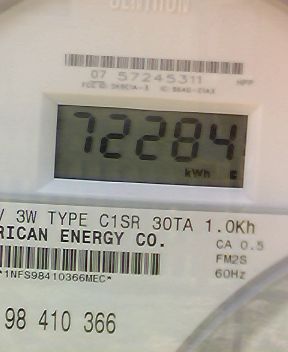 CENTRON
07 57245311
72284
kWh
V 3W TYPE C1SR 30TA 1.0Kh
RICAN ENERGY CO.
CA 0.5
FM2S
60Hz
*1NFS98410366MEC*
98 410 366